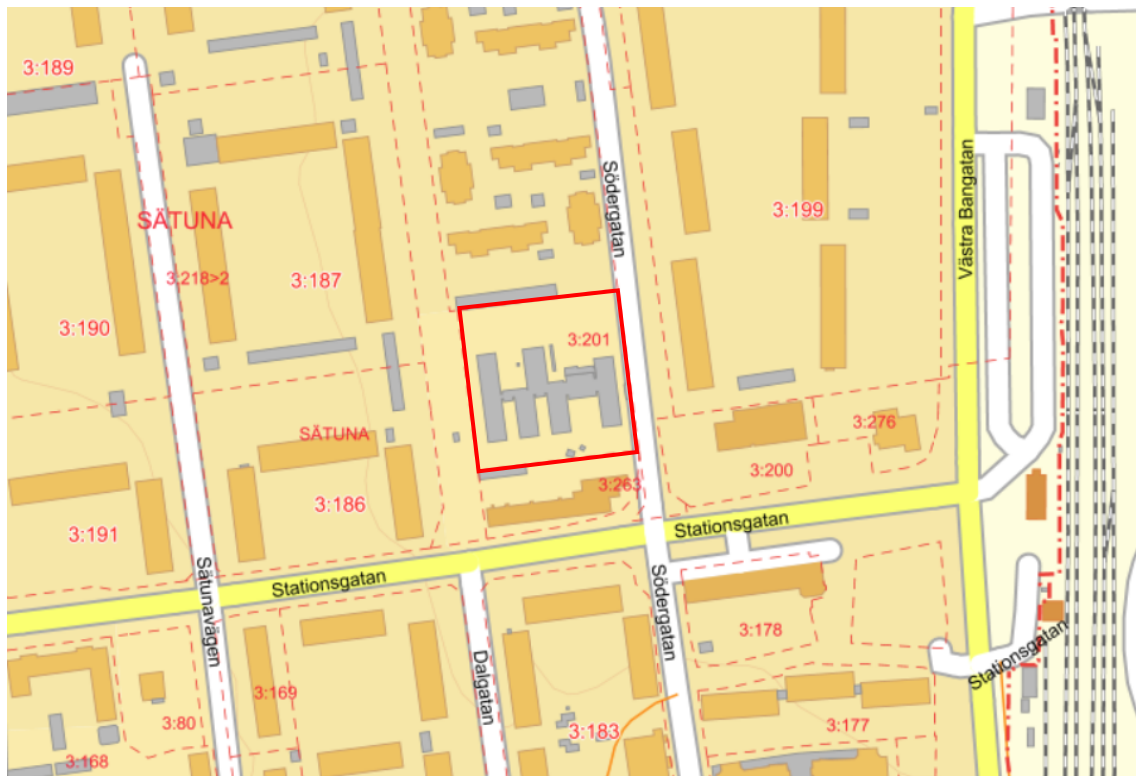 3:189
Södergatan
Västra Bangatan
3:199
SÄTUNA
3:218>2
3:187
3:190
3:201
3:276
SÄTUNA
3:200
3:263
3:186
3:191
Stationsgatan
Sätunavägen
Stationsgatan
Södergatan
Dalgatan
3:178
Stationsgatan
3:169
3:80
3:183
3:177
3:168